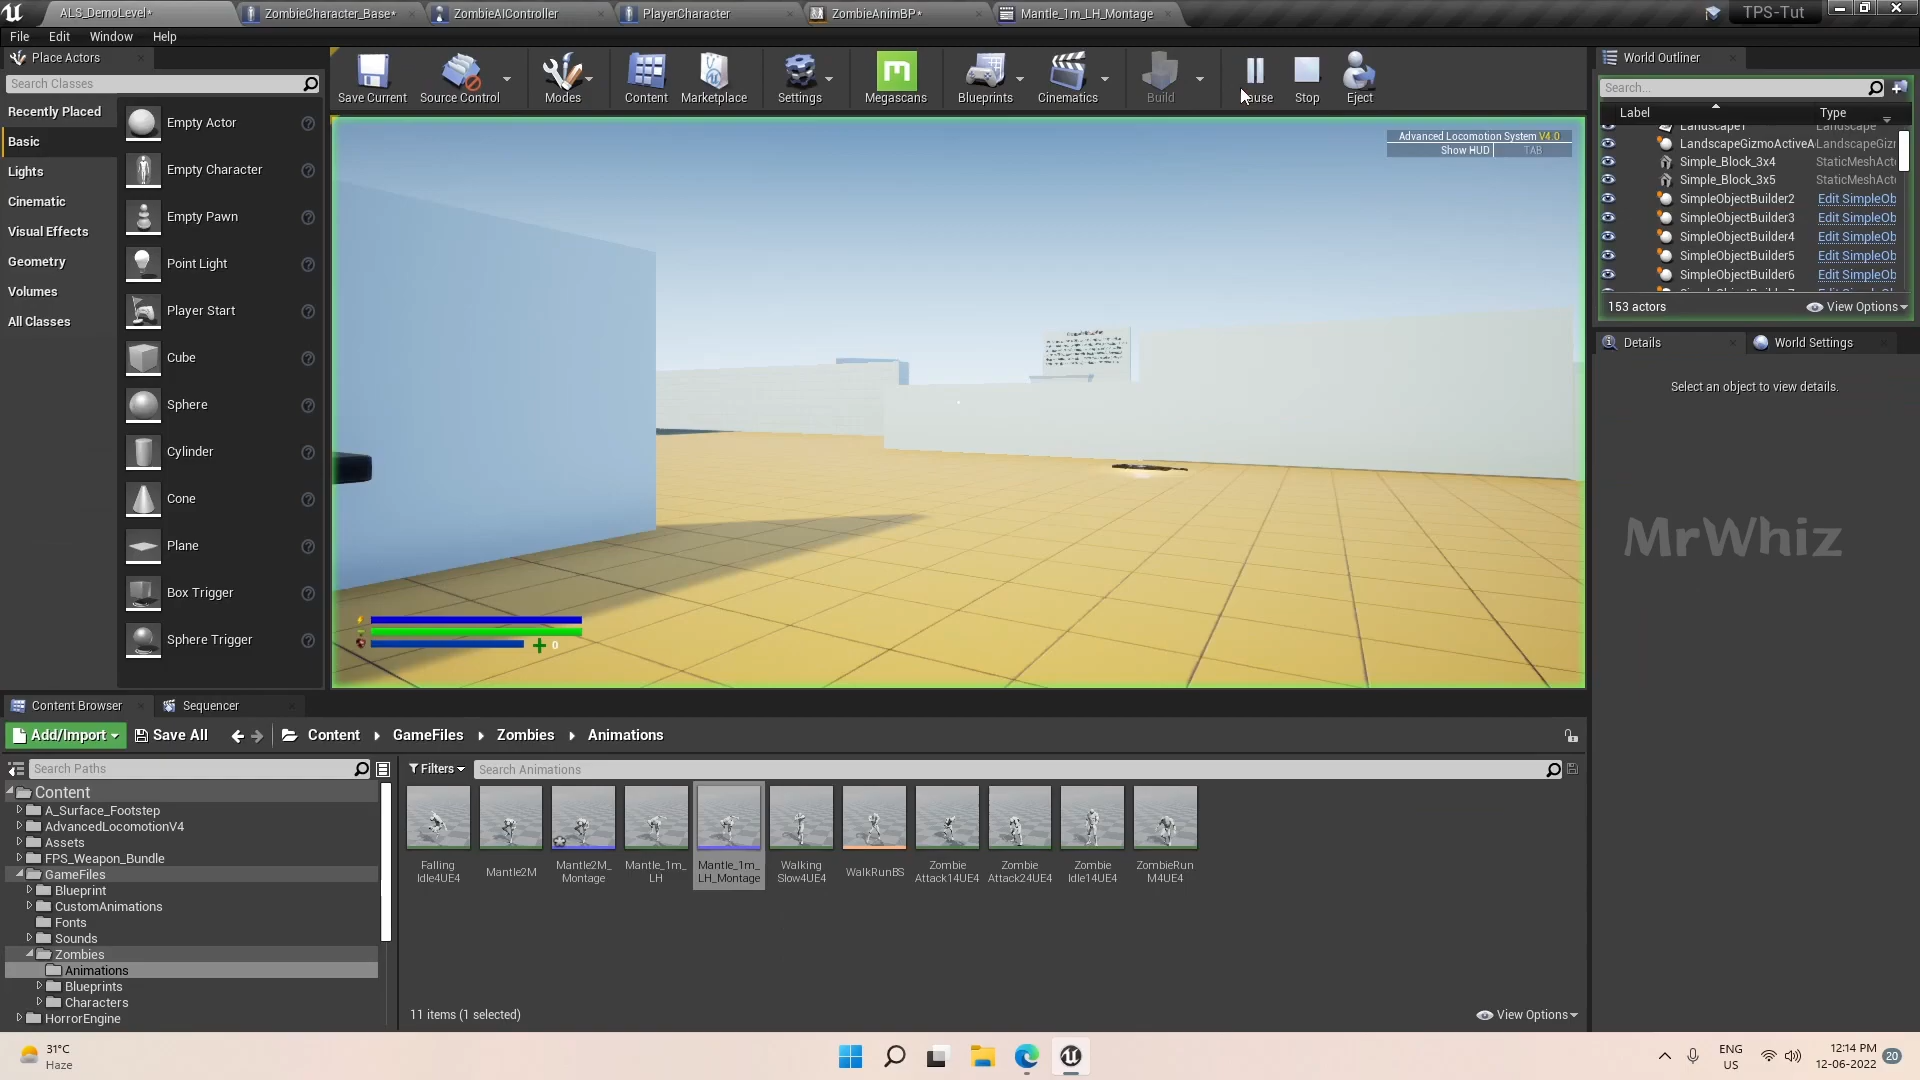 ALS_DemoLevel*
ZombieCharacter_Base*
ZombieAIController
PlayerCharacter
ZombieAnimBP*
Mantle_1m_LH_Montage
TPS-Tut
File
Edit
Window
Help
Place Actors
Search Classes
Recently Placed
Basic
Lights
Cinematic
Visual Effects
Geometry
Volumes
All Classes
Empty Actor
Empty Character
Empty Pawn
Point Light
Player Start
Cube
Sphere
Cylinder
Cone
Plane
Box Trigger
Sphere Trigger
Save Current
Source Control
Modes
Content
Marketplace
Settings
Megascans
Blueprints
Cinematics
Build
Stop
Eject
Advanced Locomotion System V4.0
Show HUD
TAB
0
World Outliner
Search...
Label
Type
Landscape1
Landscape
LandscapeGizmoActiveA
LandscapeGiz
Simple_Block_3x4
StaticMeshAct
Simple_Block_3x5
StaticMeshAct
SimpleObjectBuilder2
Edit SimpleOb
SimpleObjectBuilder3
Edit SimpleOb
SimpleObjectBuilder4
Edit SimpleOb
SimpleObjectBuilder5
Edit SimpleOb
SimpleObjectBuilder6
Edit SimpleOb
153 actors
View Options
Details
World Settings
Select an object to view details.
MrWhiz
Content Browser
Sequencer
Add/Import
Save All
Content
GameFiles
Zombies
Animations
Search Paths
Filters
Search Animations
Content
A_Surface_Footstep
AdvancedLocomotionV4
Assets
FPS_Weapon_Bundle
GameFiles
Blueprint
CustomAnimations
Fonts
Sounds
Zombies
Animations
Blueprints
Characters
HorrorEngine
Falling
Idle4UE4
Mantle2M
Mantle2M_
Montage
Mantle_1m_
LH
Mantle_1m_
LH_Montage
Walking
Slow4UE4
WalkRunBS
Zombie
Attack14UE4
Zombie
Attack24UE4
Zombie
Idle14UE4
ZombieRun
M4UE4
11 items (1 selected)
View Options
31°C
Haze
ENG
US
12:14 PM
12-06-2022
20